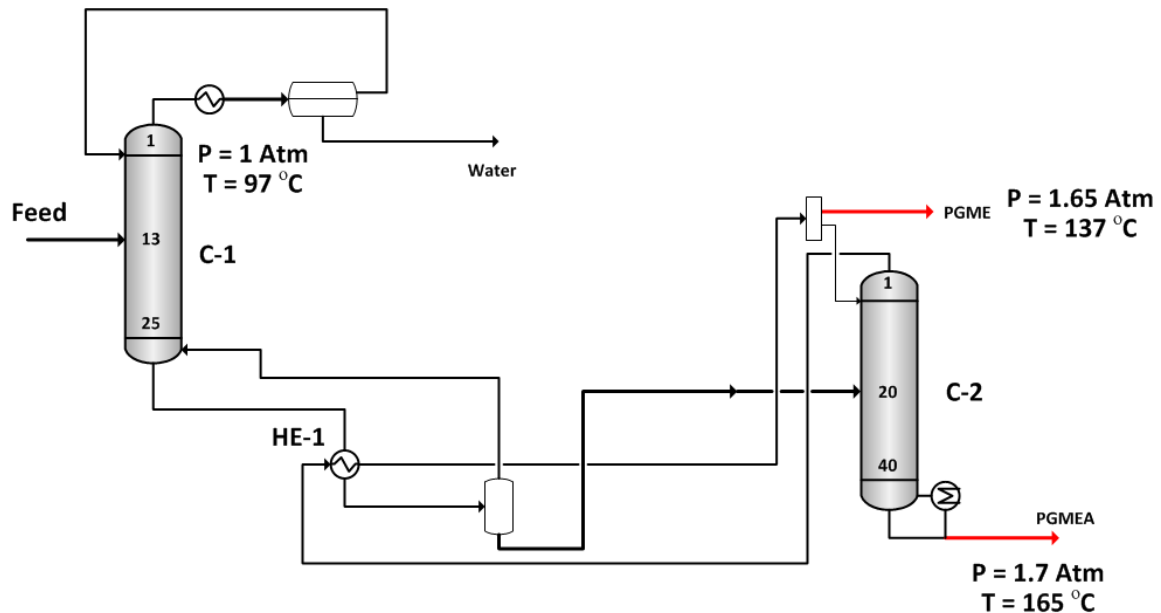 1
P = 1 Atm
T = 97 °C
Water
Feed
13
C-1
25
PGME
P = 1.65 Atm
T = 137 °C
1
20
C-2
HE-1
40
PGMEA
P = 1.7 Atm
T = 165 °C